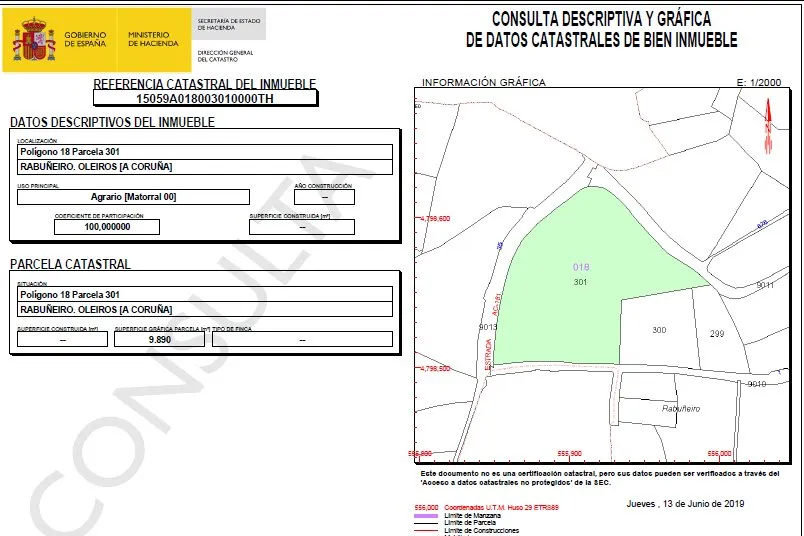 GOBIERNO
DE ESPAÑA
MINISTERIO
DE HACIENDA
SECRETARÍA DE ESTADO
DE HACIENDA
DIRECCIÓN GENERAL
DEL CATASTRO
CONSULTA DESCRIPTIVA Y GRÁFICA
DE DATOS CATASTRALES DE BIEN INMUEBLE
REFERENCIA CATASTRAL DEL INMUEBLE
15059A018003010000TH
DATOS DESCRIPTIVOS DEL INMUEBLE
LOCALIZACIÓN
Polígono 18 Parcela 301
RABUÑEIRO. OLEIROS [A CORUÑA]
USO PRINCIPAL
Agrario [Matorral 00]
AÑO CONSTRUCCIÓN
--
COEFICIENTE DE PARTICIPACIÓN
100,000000
SUPERFICIE CONSTRUIDA [m²]
--
PARCELA CATASTRAL
SITUACIÓN
Polígono 18 Parcela 301
RABUÑEIRO. OLEIROS [A CORUÑA]
SUPERFICIE CONSTRUIDA [m²]
--
SUPERFICIE GRÁFICA PARCELA [m²]
9.890
TIPO DE FINCA
--
CONSULTA
INFORMACIÓN GRÁFICA
E: 1/2000
4,798,600
018
301
9011
9013
ESTRADA
AC-181
300
299
4,798,500
9010
Rabuñeiro
555,900
556,000
Este documento no es una certificación catastral, pero sus datos pueden ser verificados a través del
'Acceso a datos catastrales no protegidos' de la SEC.
Jueves , 13 de Junio de 2019
556,000 Coordenadas U.T.M. Huso 29 ETRS89
Límite de Manzana
Límite de Parcela
Límite de Construcciones